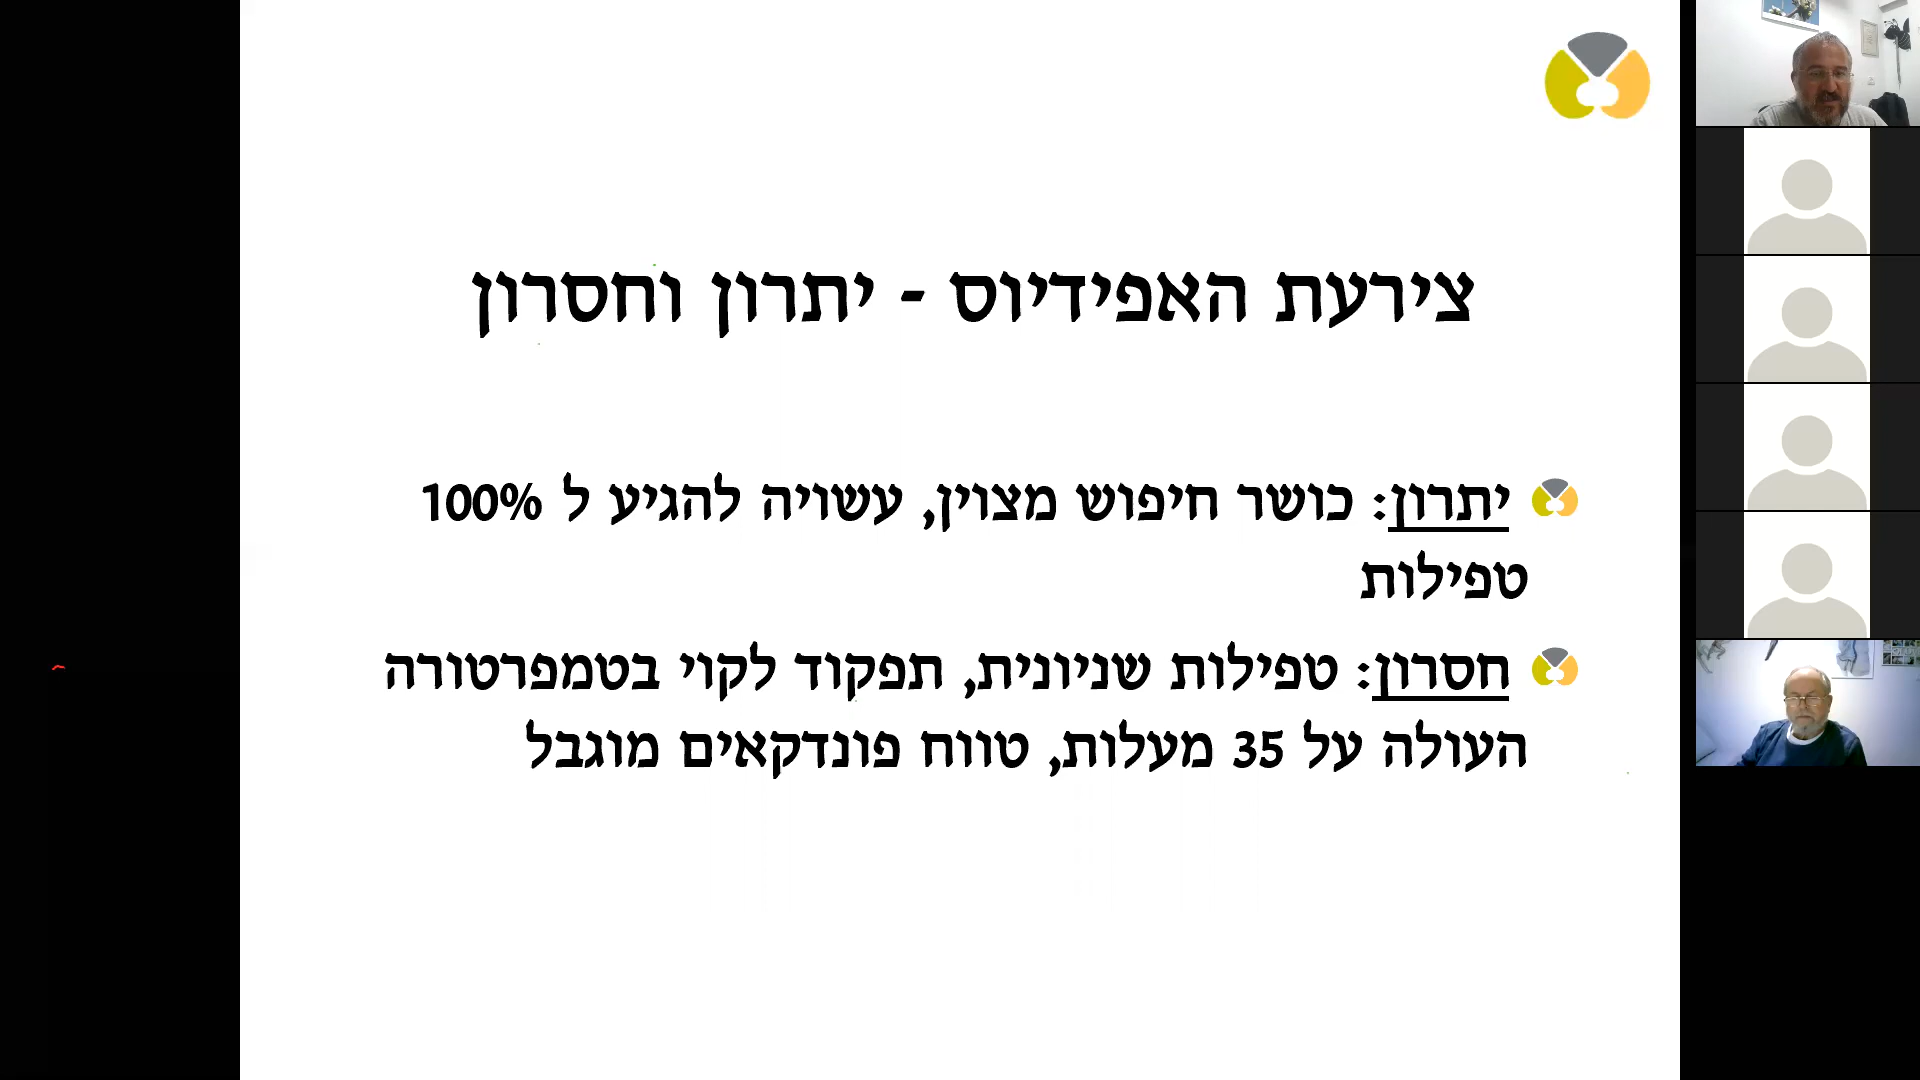 צירעת האפידיוס - יתרון וחסרון
יתרון: כושר חיפוש מצוין, עשויה להגיע ל 100%
טפילות
חסרון: טפילות שניונית, תפקוד לקוי בטמפרטורה
העולה על 35 מעלות, טווח פונדקאים מוגבל